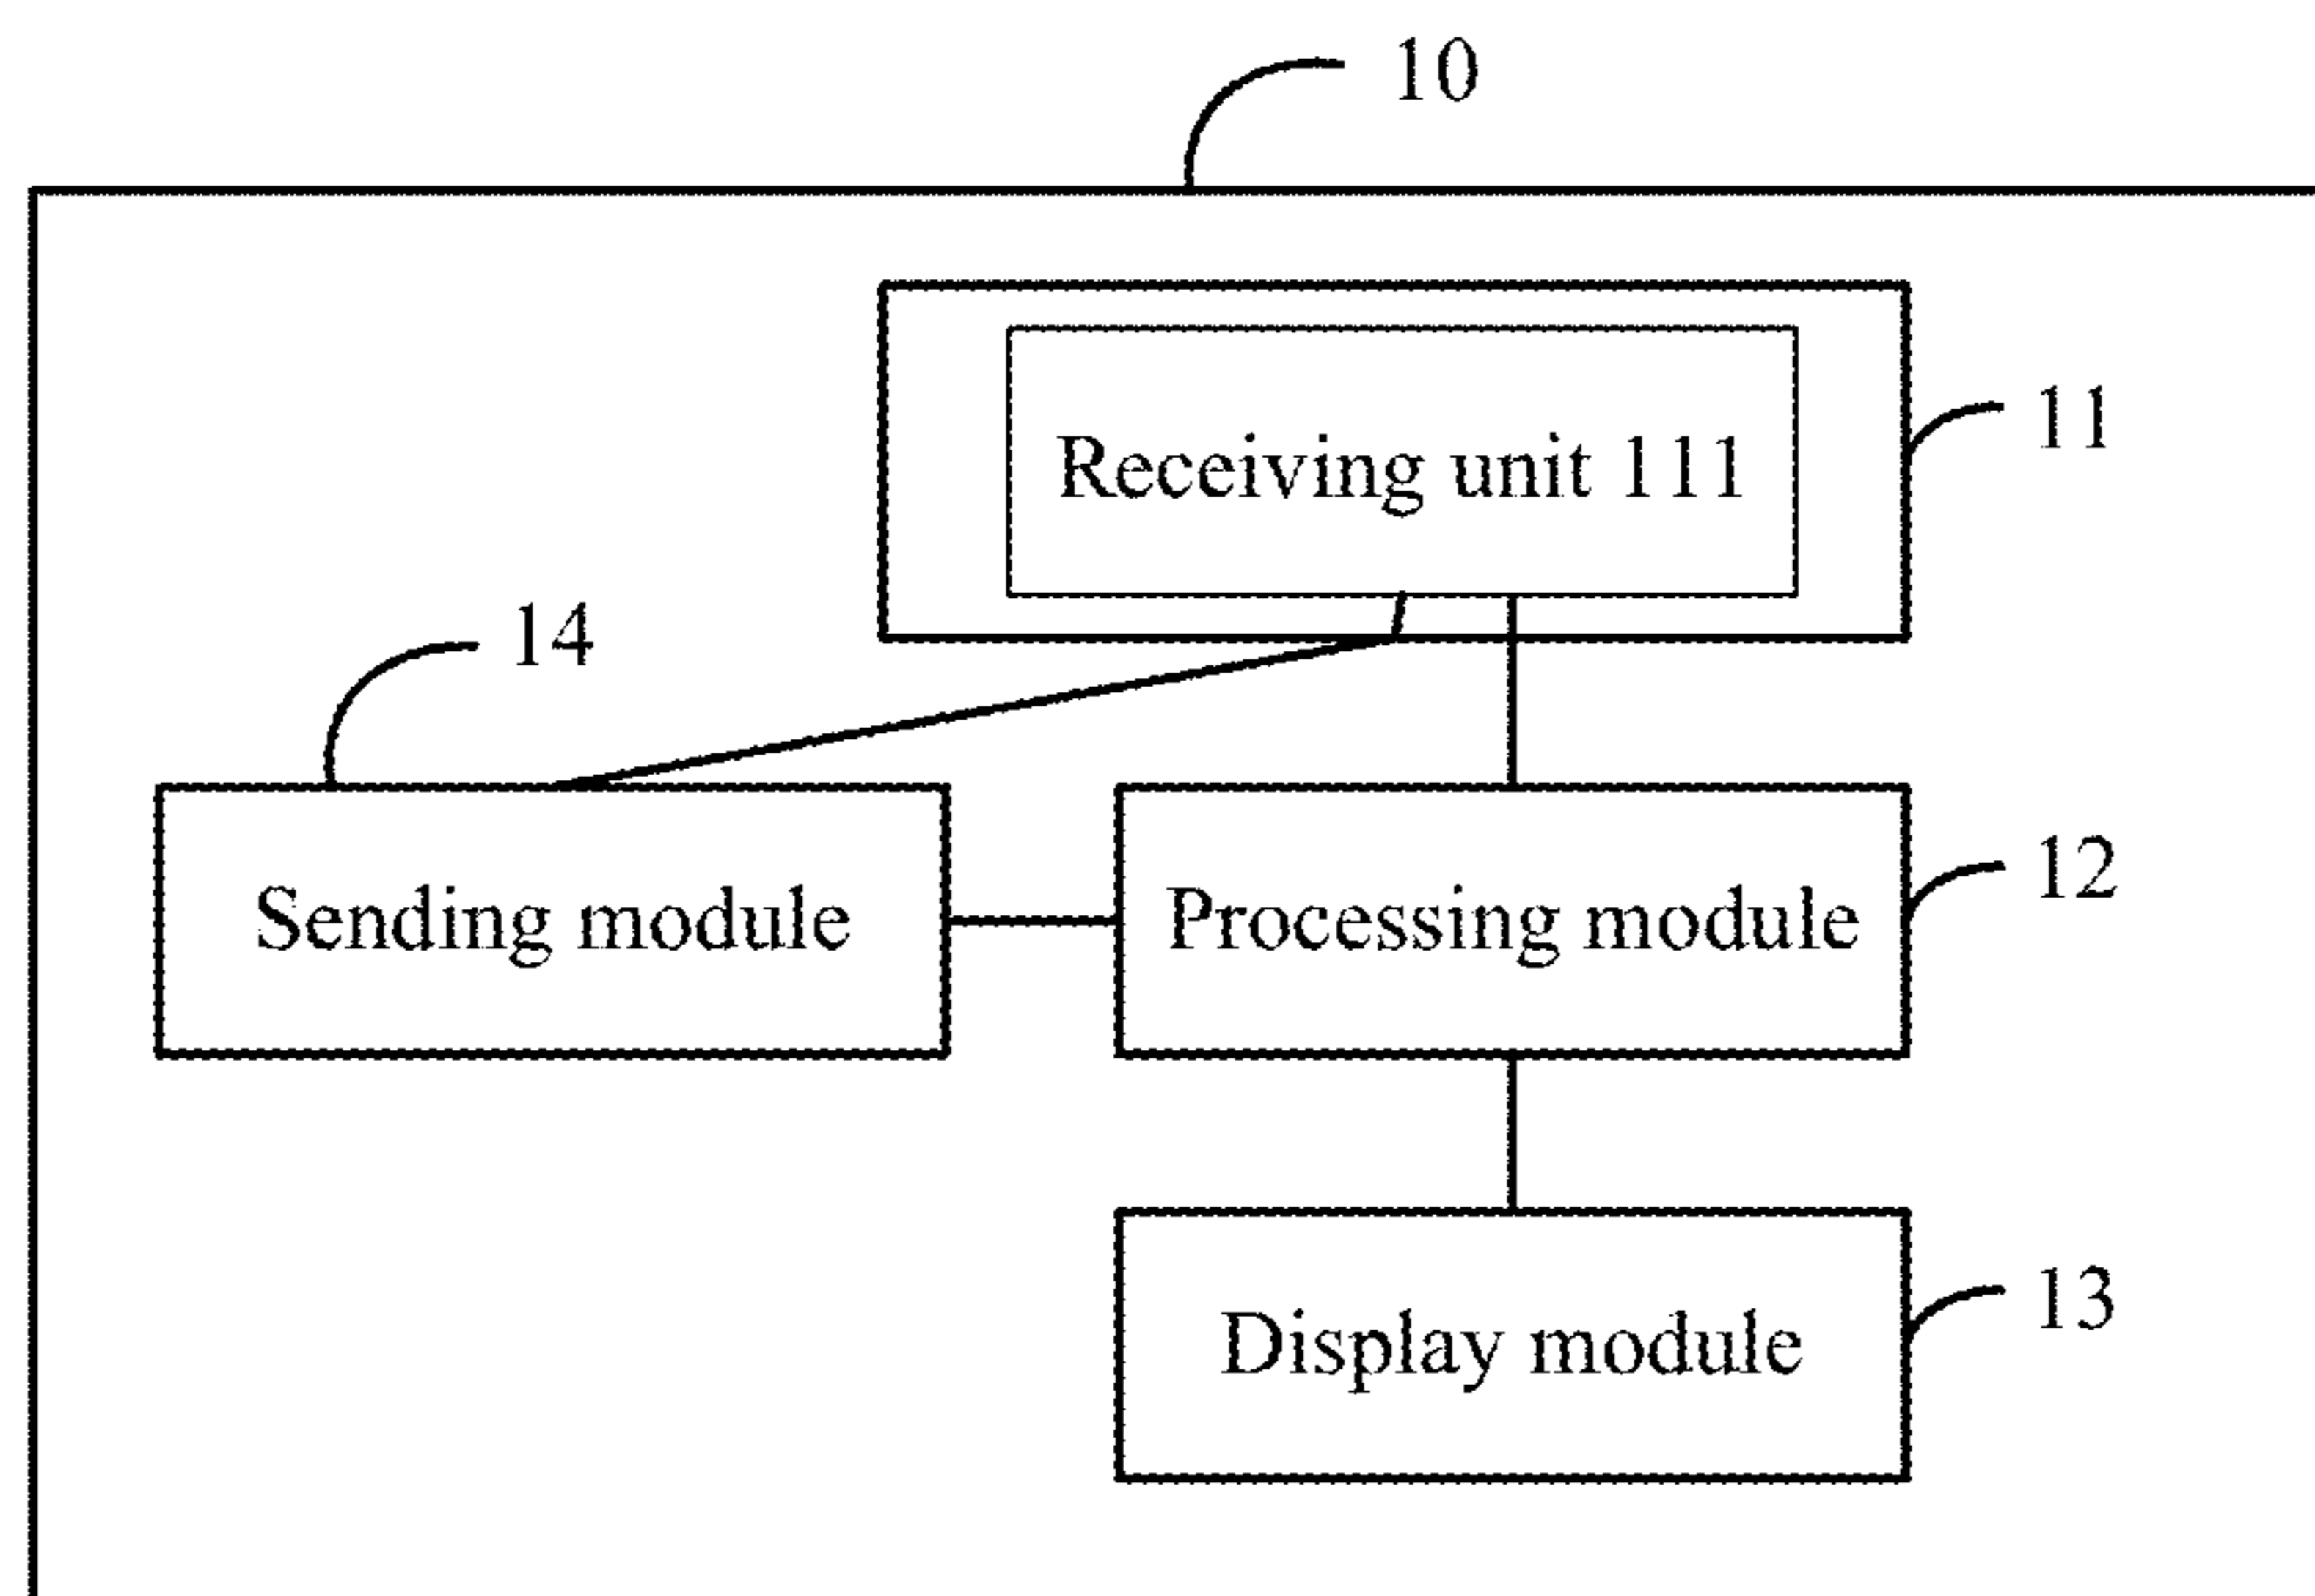 10
Receiving unit 111
11
14
Sending module
Processing module
12
Display module
13